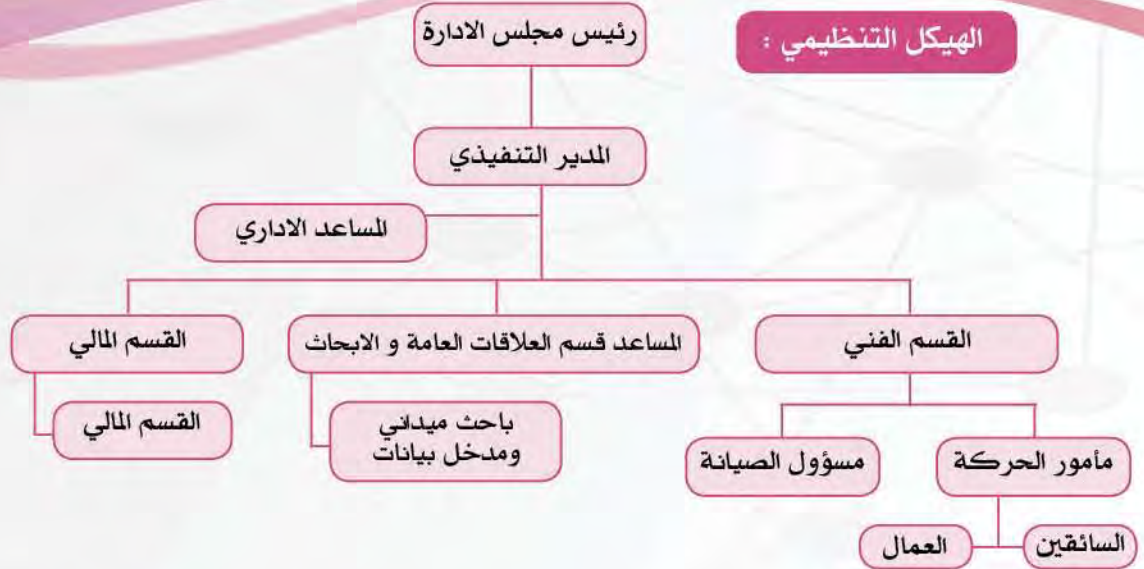 الهيكل التنظيمي :
رئيس مجلس الادارة
المدير التنفيذي
المساعد الاداري
القسم الفني
المساعد قسم العلاقات العامة و الابحاث
القسم المالي
مأمور الحركة
مسؤول الصيانة
باحث ميداني
ومدخل بيانات
القسم المالي
السائقين
العمال